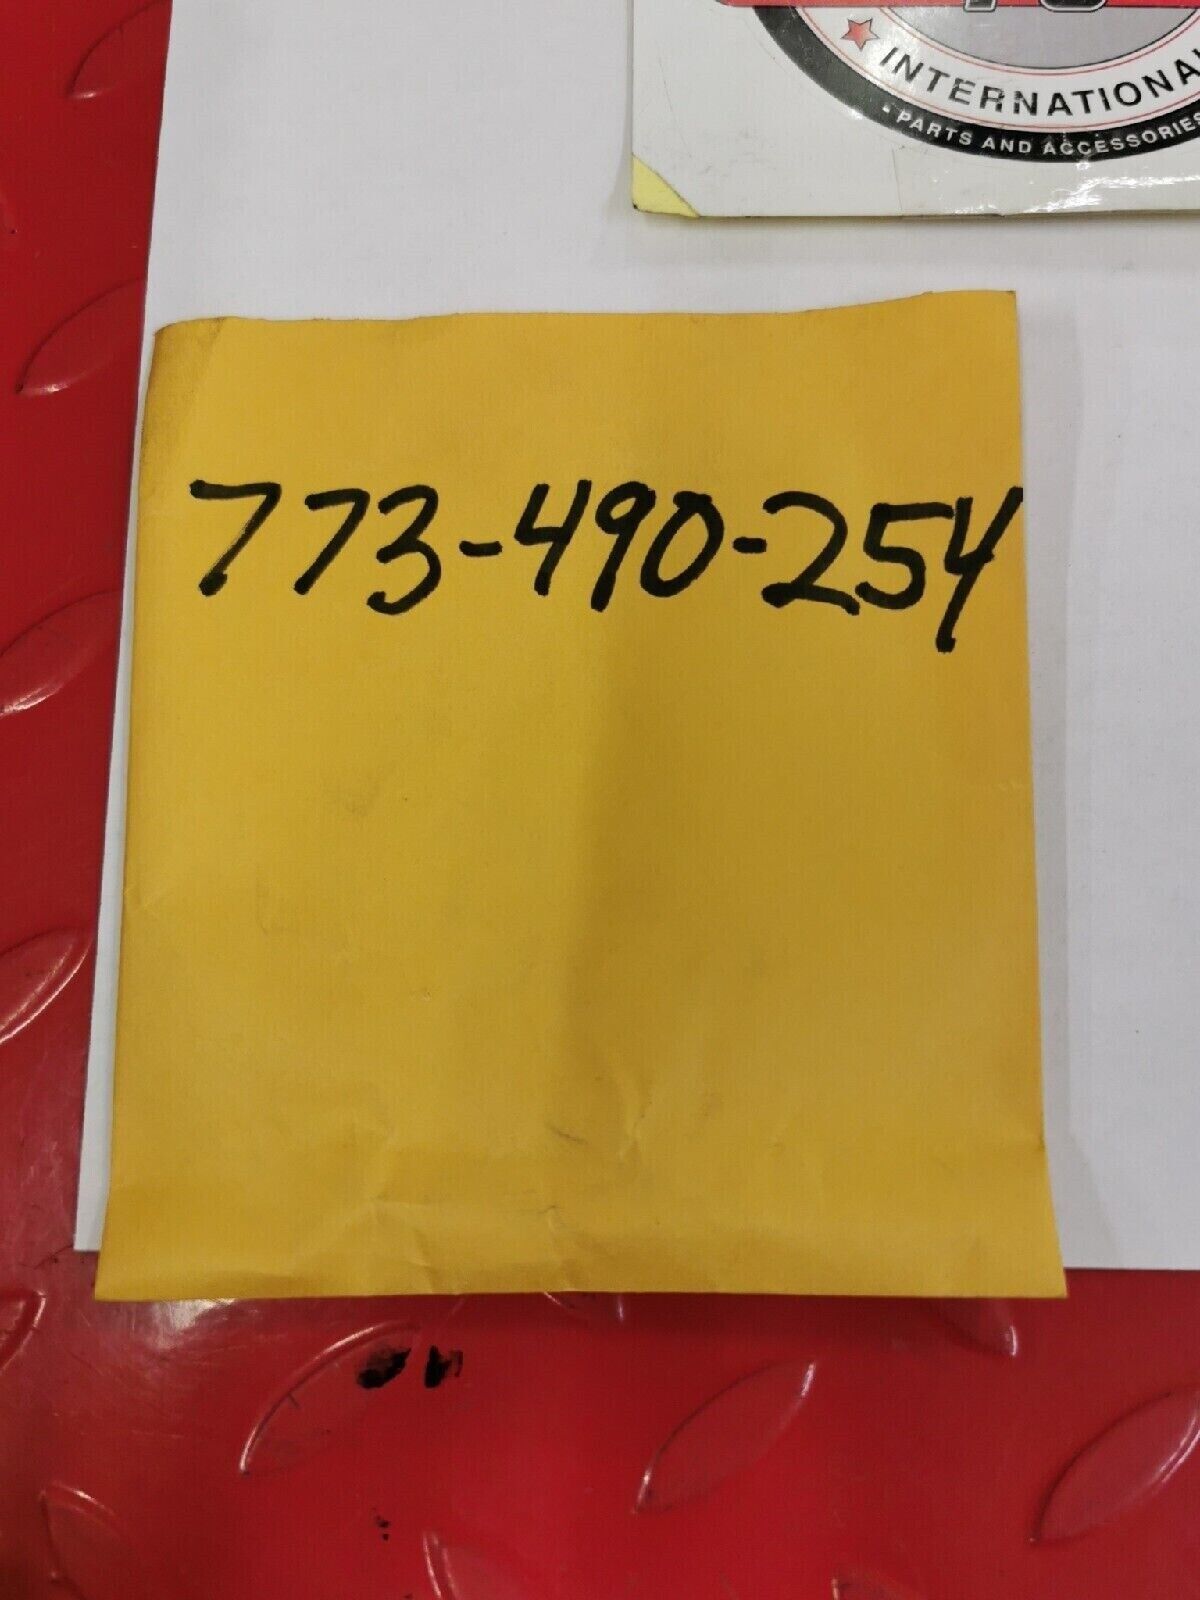 INTERNATIONAL
• PARTS AND ACCESSORIES
773-490-254